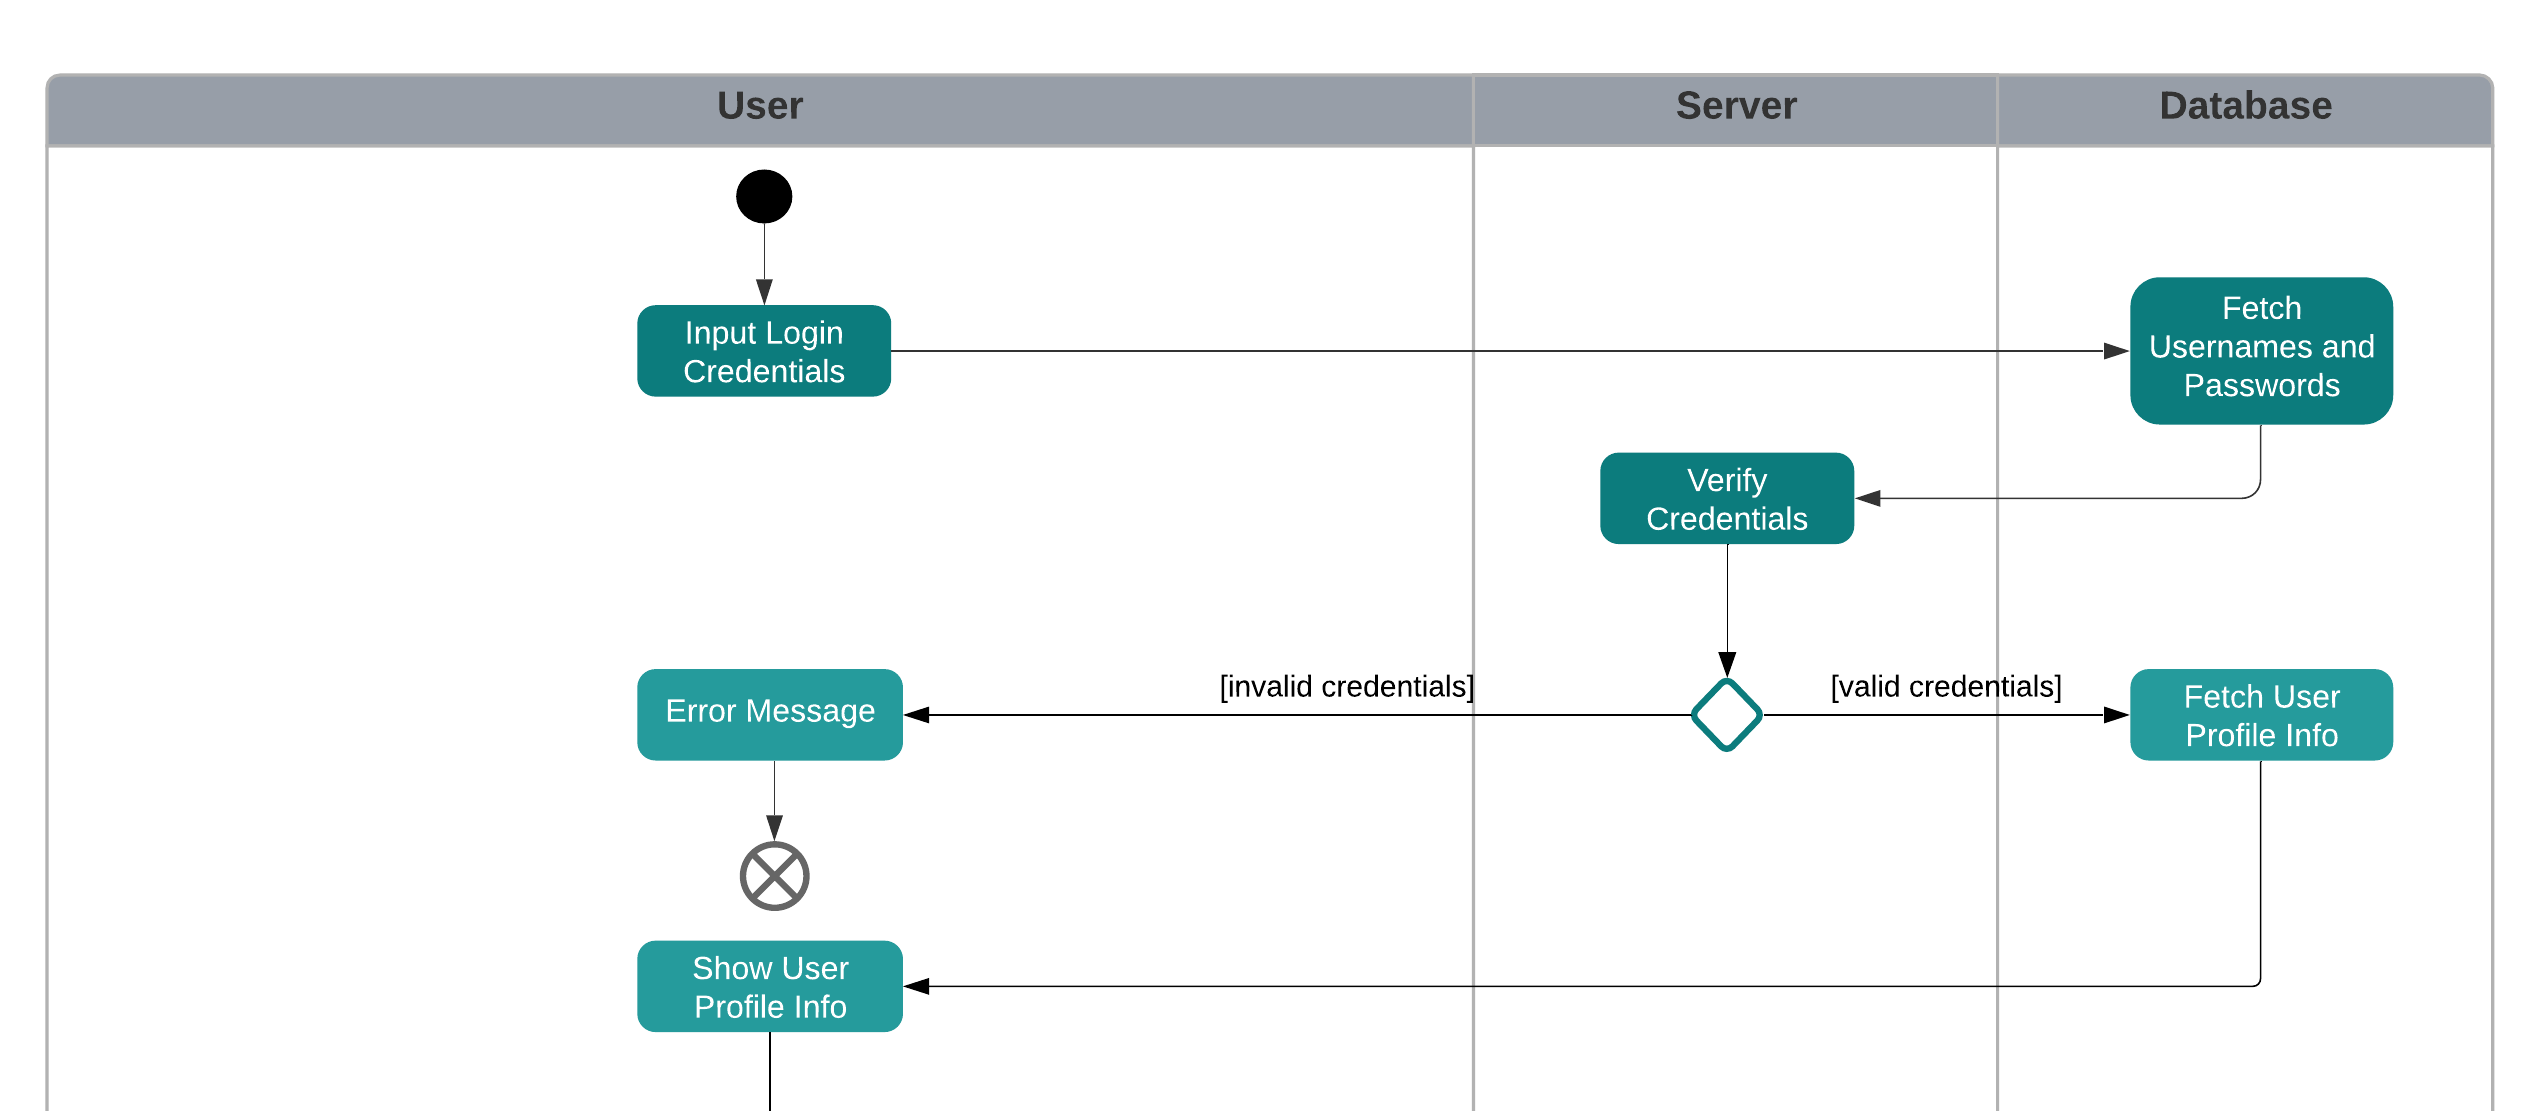 User
Server
Database
Input Login
Credentials
Fetch
Usernames and
Passwords
Verify
Credentials
[invalid credentials]
[valid credentials]
Error Message
Fetch User
Profile Info
Show User
Profile Info